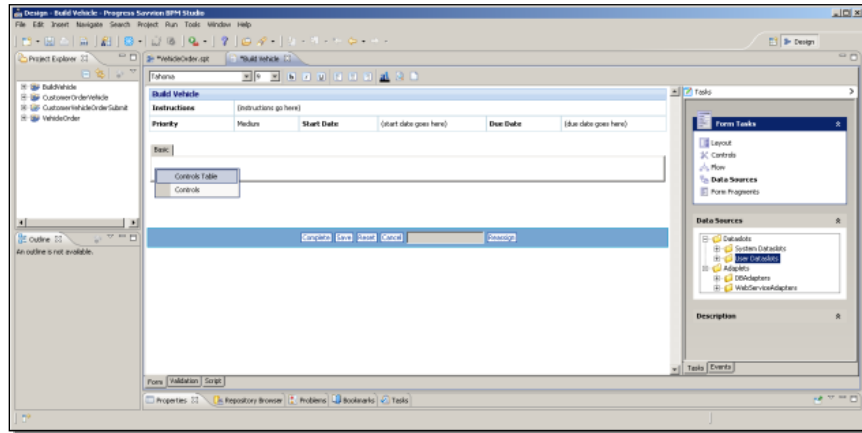 Design - Build Vehicle - Progress Savvion BPM Studio
File Edit Insert Navigate Search Project Run Tools Window Help
Design
Project Explorer
*VehicleOrder.spt
*Build Vehicle
Tahoma
9
Tasks
BuildVehicle
CustomerOrderVehicle
CustomerVehicleOrderSubmit
VehicleOrder
Build Vehicle
Instructions (instructions go here)
Priority Medium Start Date (start date goes here) Due Date (due date goes here)
Basic
Controls Table
Controls
Complete Save Reset Cancel Reassign
Outline
An outline is not available.
Form Tasks
Layout
Controls
Flow
Data Sources
Form Fragments
Data Sources
Dataslots
System Dataslots
User Dataslots
Adaplets
DBAdapters
WebServiceAdapters
Description
Tasks Events
Form Validation Script
Properties Repository Browser Problems Bookmarks Tasks